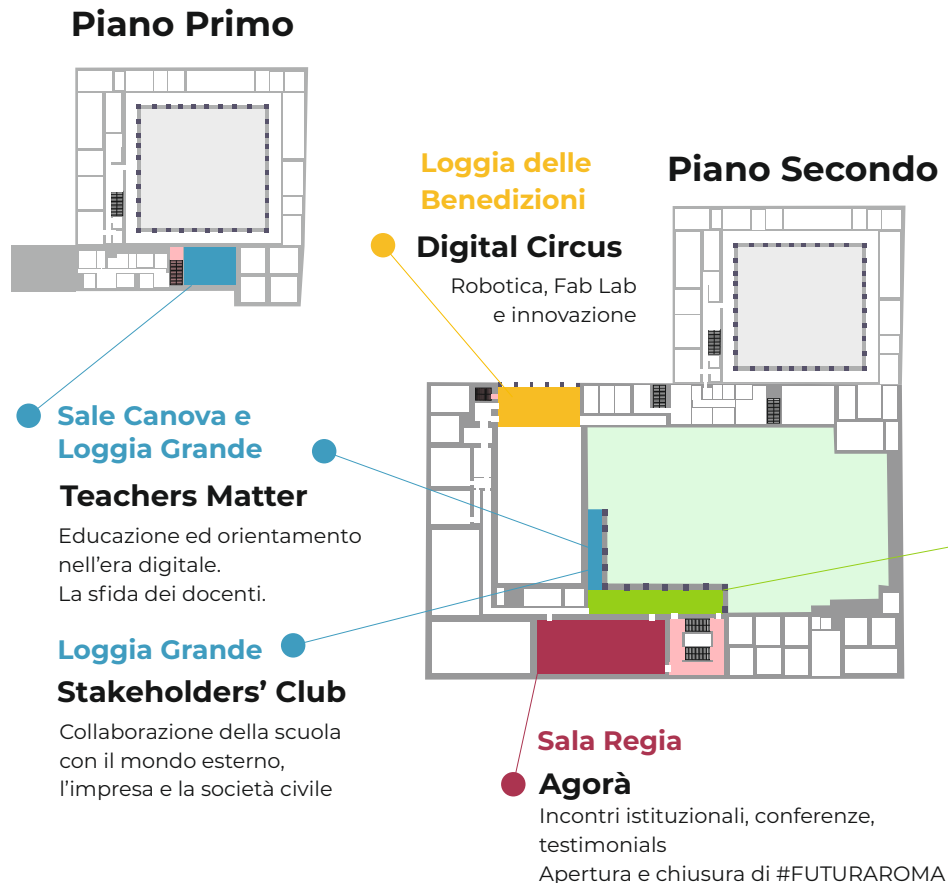 Piano Primo
Loggia delle
Benedizioni
Digital Circus
Robotica, Fab Lab
e innovazione
Piano Secondo
Sale Canova e
Loggia Grande
Teachers Matter
Educazione ed orientamento
nell'era digitale.
La sfida dei docenti.
Loggia Grande
Stakeholders' Club
Collaborazione della scuola
con il mondo esterno,
l'impresa e la società civile
Sala Regia
Agorà
Incontri istituzionali, conferenze,
testimonials
Apertura e chiusura di #FUTURAROMA